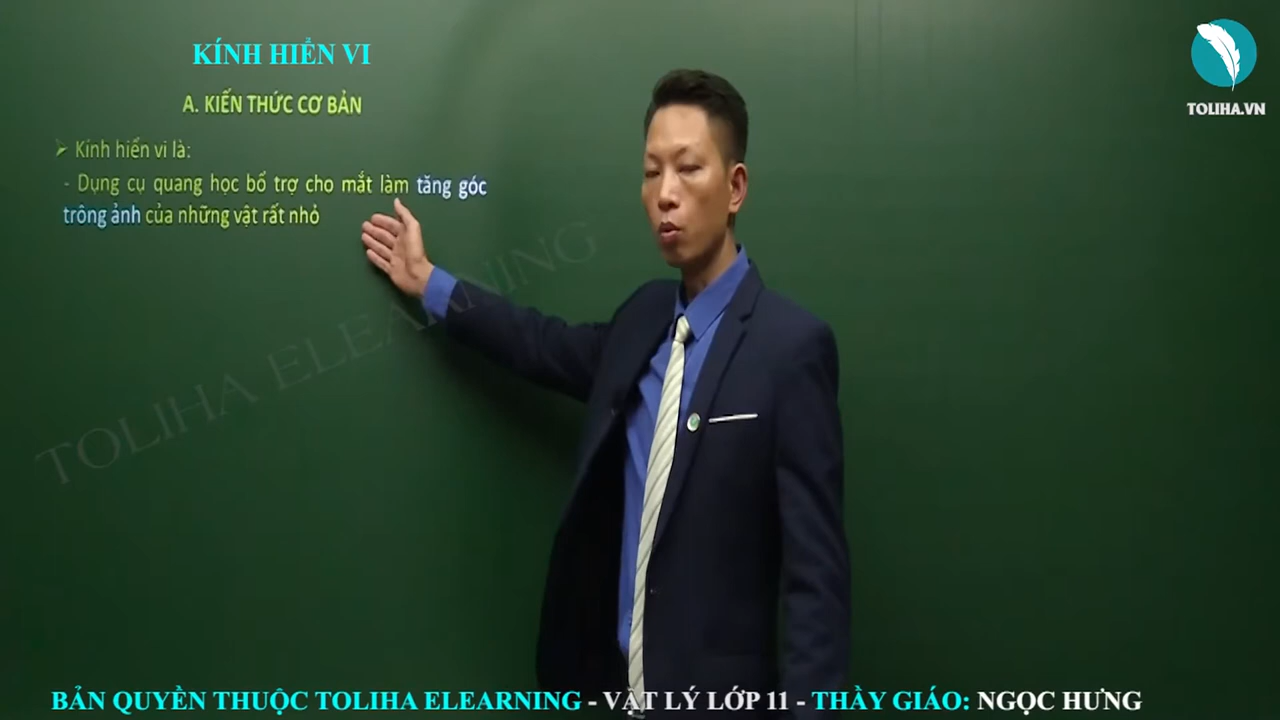 KÍNH HIỂN VI
TOLIHA.VN
A. KIẾN THỨC CƠ BẢN
➤ Kính hiển vi là:
- Dụng cụ quang học bổ trợ cho mắt làm tăng góc
trông ảnh của những vật rất nhỏ
TOLIHA ELEARNING
BẢN QUYỀN THUỘC TOLIHA ELEARNING - VẬT LÝ LỚP 11 - THẦY GIÁO: NGỌC HƯNG